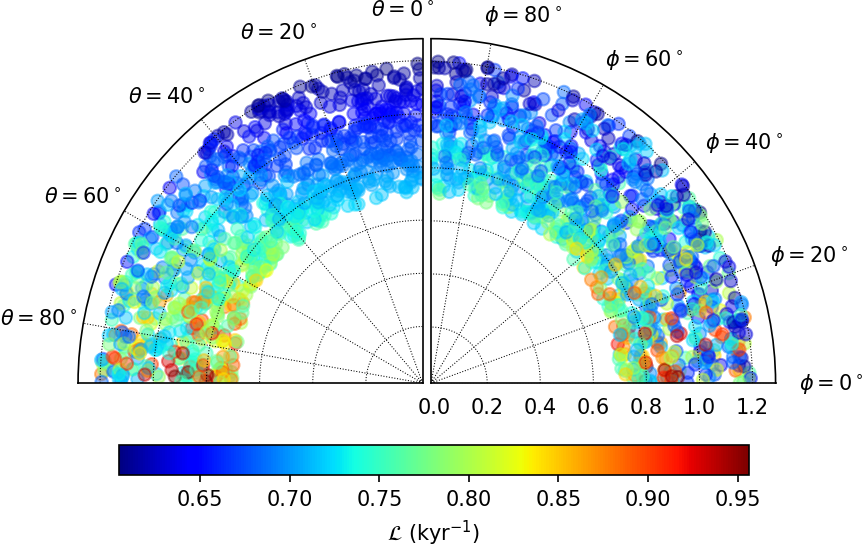 θ = 0°
ϕ = 80°
θ = 20°
ϕ = 60°
θ = 40°
ϕ = 40°
θ = 60°
ϕ = 20°
θ = 80°
ϕ = 0°
0.0 0.2 0.4 0.6 0.8 1.0 1.2
0.65 0.70 0.75 0.80 0.85 0.90 0.95
ℒ (kyr⁻¹)